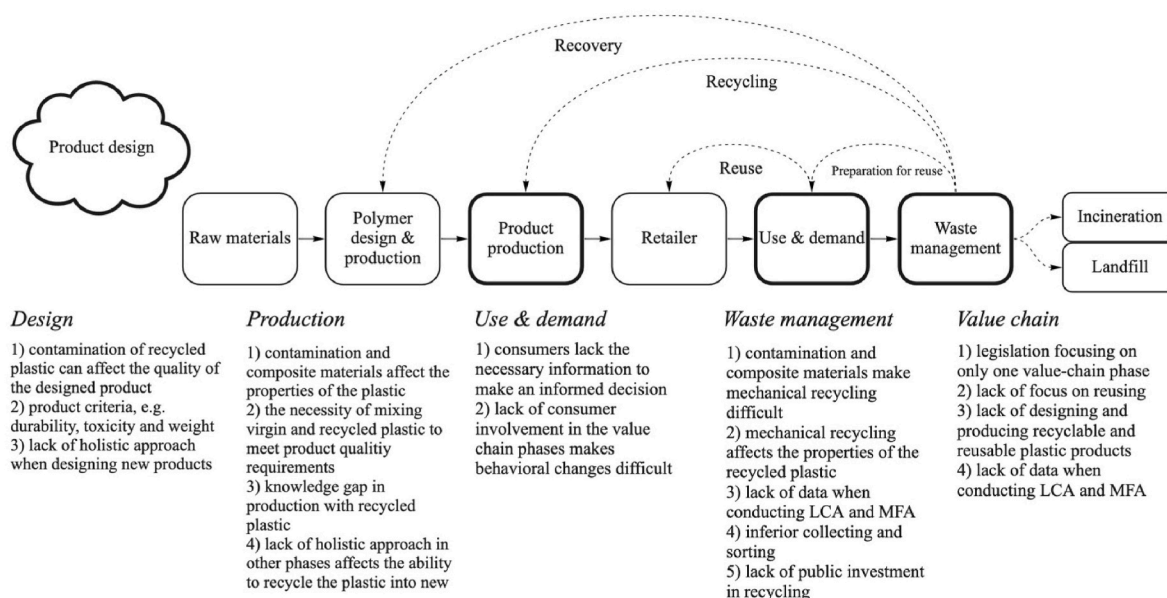 Recovery
Recycling
Product design
Reuse
Preparation for reuse
Raw materials
Polymer
design &
production
Product
production
Retailer
Use & demand
Waste
management
Incineration
Landfill
Design
1) contamination of recycled
plastic can affect the quality of
the designed product
2) product criteria, e.g.
durability, toxicity and weight
3) lack of holistic approach
when designing new products
Production
1) contamination and
composite materials affect the
properties of the plastic
2) the necessity of mixing
virgin and recycled plastic to
meet product qualitiy
requirements
3) knowledge gap in
production with recycled
plastic
4) lack of holistic approach in
other phases affects the ability
to recycle the plastic into new
Use & demand
1) consumers lack the
necessary information to
make an informed decision
2) lack of consumer
involvement in the value
chain phases makes
behavioral changes difficult
Waste management
1) contamination and
composite materials make
mechanical recycling
difficult
2) mechanical recycling
affects the properties of the
recycled plastic
3) lack of data when
conducting LCA and MFA
4) inferior collecting and
sorting
5) lack of public investment
in recycling
Value chain
1) legislation focusing on
only one value-chain phase
2) lack of focus on reusing
3) lack of designing and
producing recyclable and
reusable plastic products
4) lack of data when
conducting LCA and MFA